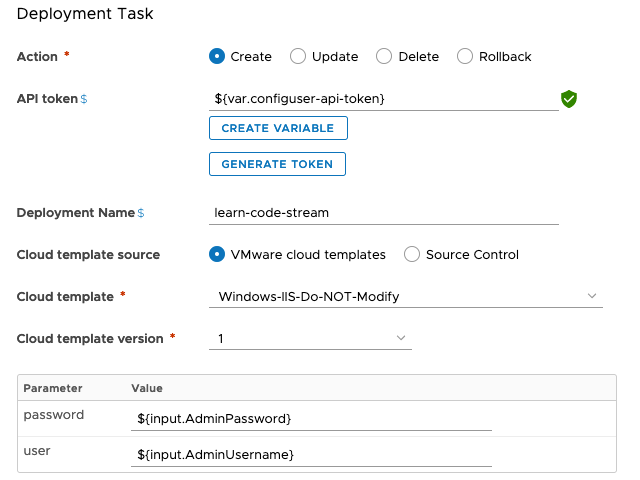 Deployment Task
Action * Create Update Delete Rollback
API token $ ${var.configuser-api-token}
CREATE VARIABLE
GENERATE TOKEN
Deployment Name $ learn-code-stream
Cloud template source VMware cloud templates Source Control
Cloud template * Windows-IIS-Do-NOT-Modify
Cloud template version * 1
Parameter Value
password ${input.AdminPassword}
user ${input.AdminUsername}